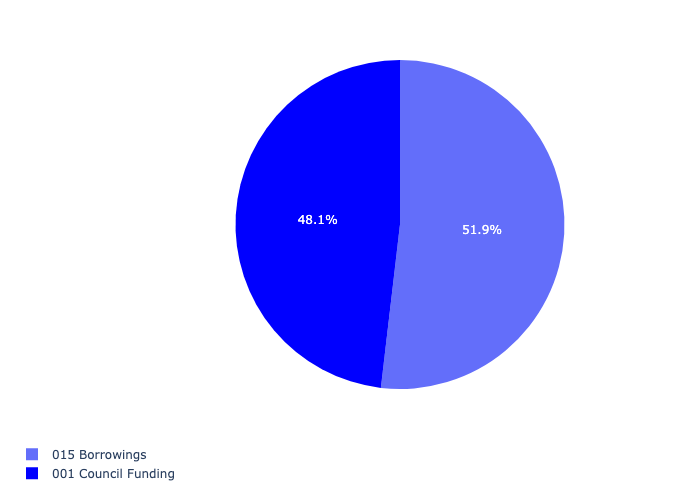 48.1%
51.9%
015 Borrowings
001 Council Funding